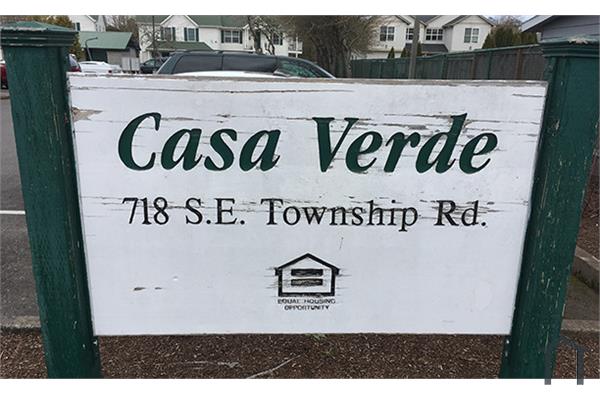 Casa Verde
718 S.E. Township Rd.
EQUAL HOUSING
OPPORTUNITY